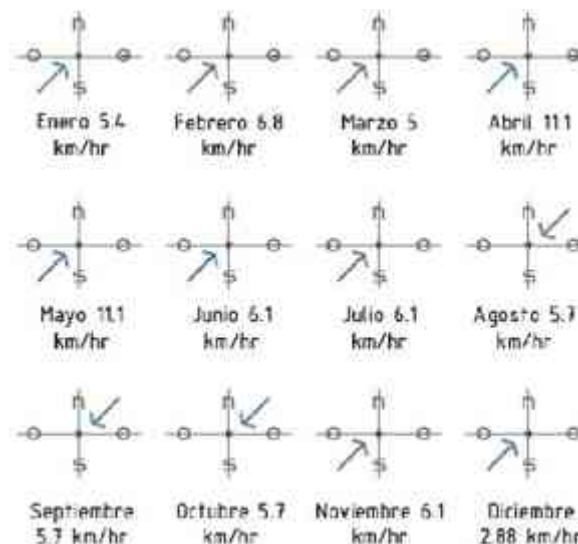 n n n n
o e o e o e o e
s s s s
Enero 5.4 Febrero 6.8 Marzo 5 Abril 11.1
km/hr km/hr km/hr km/hr
n n n n
o e o e o e o e
s s s s
Mayo 11.1 Junio 6.1 Julio 6.1 Agosto 5.7
km/hr km/hr km/hr km/hr
n n n n
o e o e o e o e
s s s s
Septiembre Octubre 5.7 Noviembre 6.1 Diciembre
5.7 km/hr km/hr km/hr 2.88 km/hr